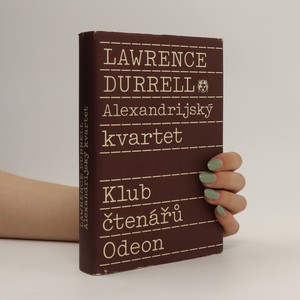 LAWRENCE
DURRELL
Alexandrijský
kvartet
Klub
čtenářů
Odeon
LAWRENCE DURRELL
Alexandrijský kvartet